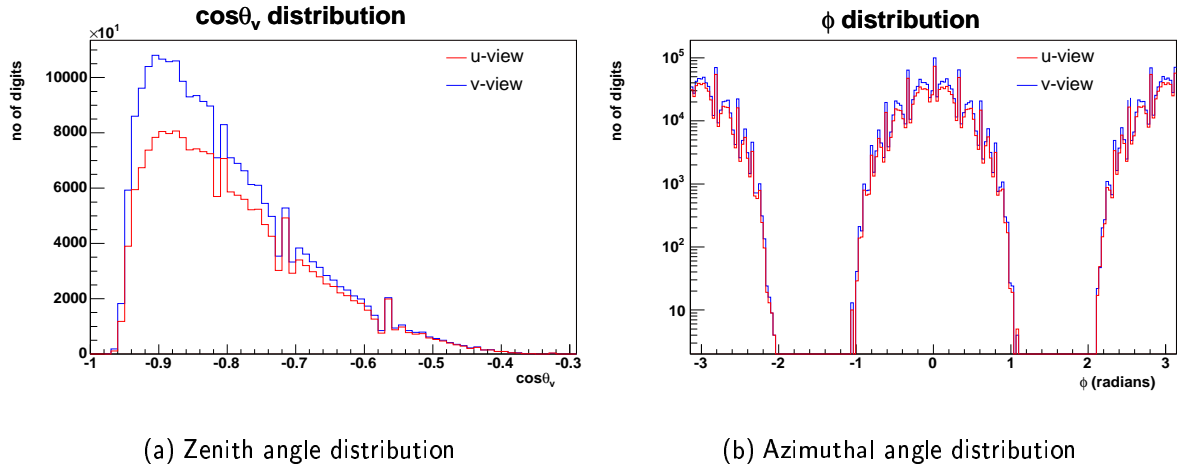 cosθv distribution
×10¹
no of digits
10000
8000
6000
4000
2000
0
u-view
v-view
-1 -0.9 -0.8 -0.7 -0.6 -0.5 -0.4 -0.3
cosθv
(a) Zenith angle distribution
ϕ distribution
no of digits
10⁵
10⁴
10³
10²
10
u-view
v-view
-3 -2 -1 0 1 2 3
ϕ (radians)
(b) Azimuthal angle distribution